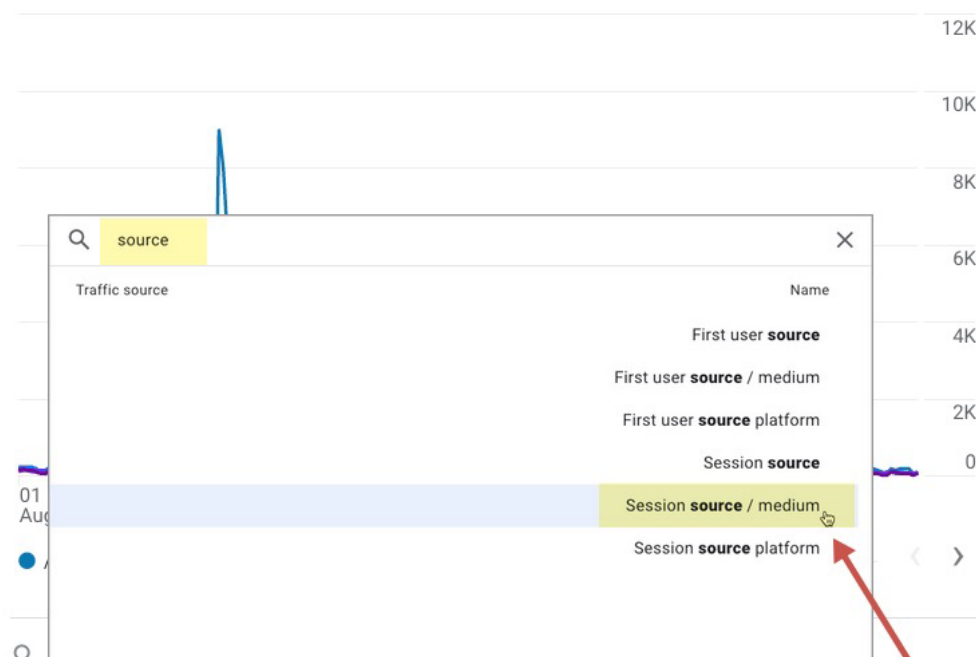 12K
10K
8K
source
6K
Traffic source
Name
First user source
4K
First user source / medium
First user source platform
2K
Session source
0
01
Aug
Session source / medium
Session source platform